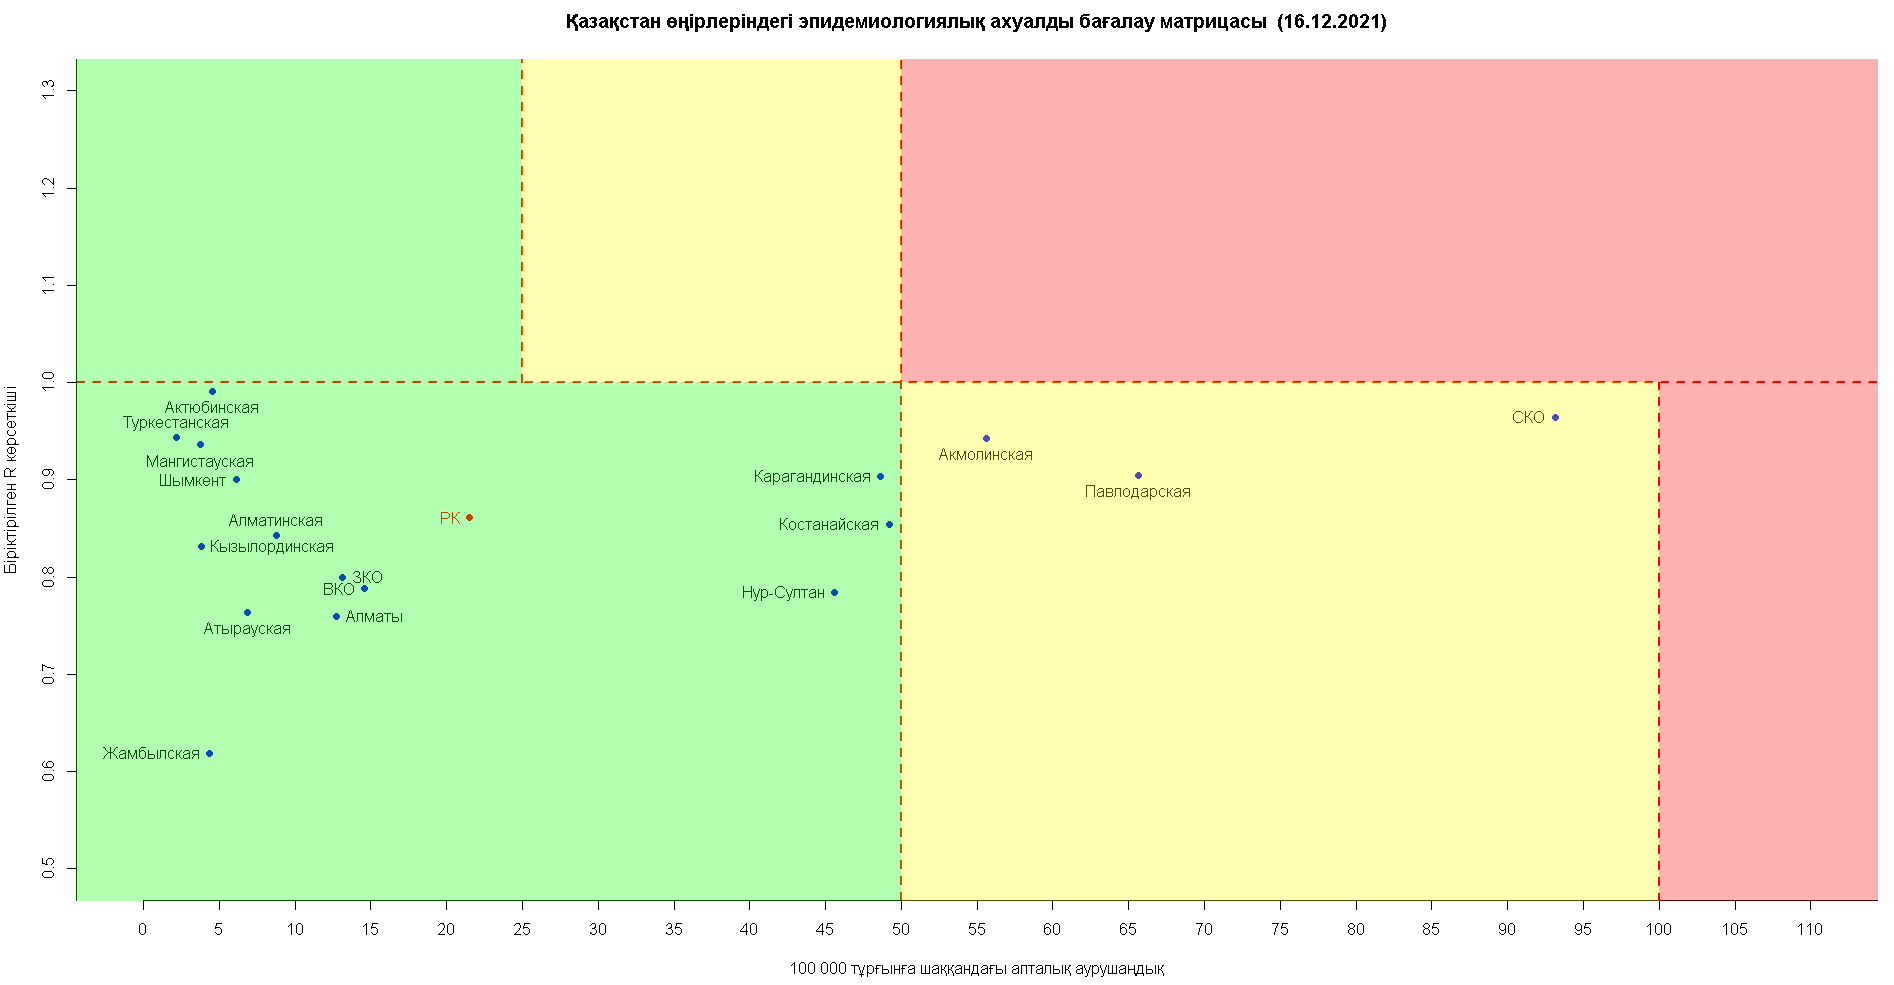 Қазақстан өңірлеріндегі эпидемиологиялық ахуалды бағалау матрицасы (16.12.2021)
1.3
1.2
1.1
1.0
0.9
0.8
0.7
0.6
0.5
Біріктірілген R көрсеткіші
Актюбинская
Туркестанская
Мангистауская
Шымкент
Алматинская
Кызылординская
РК
ЗКО
ВКО
Алматы
Атырауская
Жамбылская
Карагандинская
Костанайская
Нур-Султан
СКО
Акмолинская
Павлодарская
0 5 10 15 20 25 30 35 40 45 50 55 60 65 70 75 80 85 90 95 100 105 110
100 000 тұрғынға шаққандағы апталық аурушаңдық